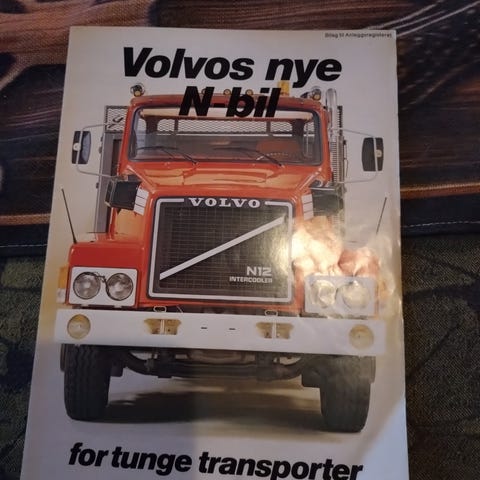 Bilag til Anleggsregisteret
Volvos nye
N-bil
VOLVO
N12
INTERCOOLER
for tunge transporter